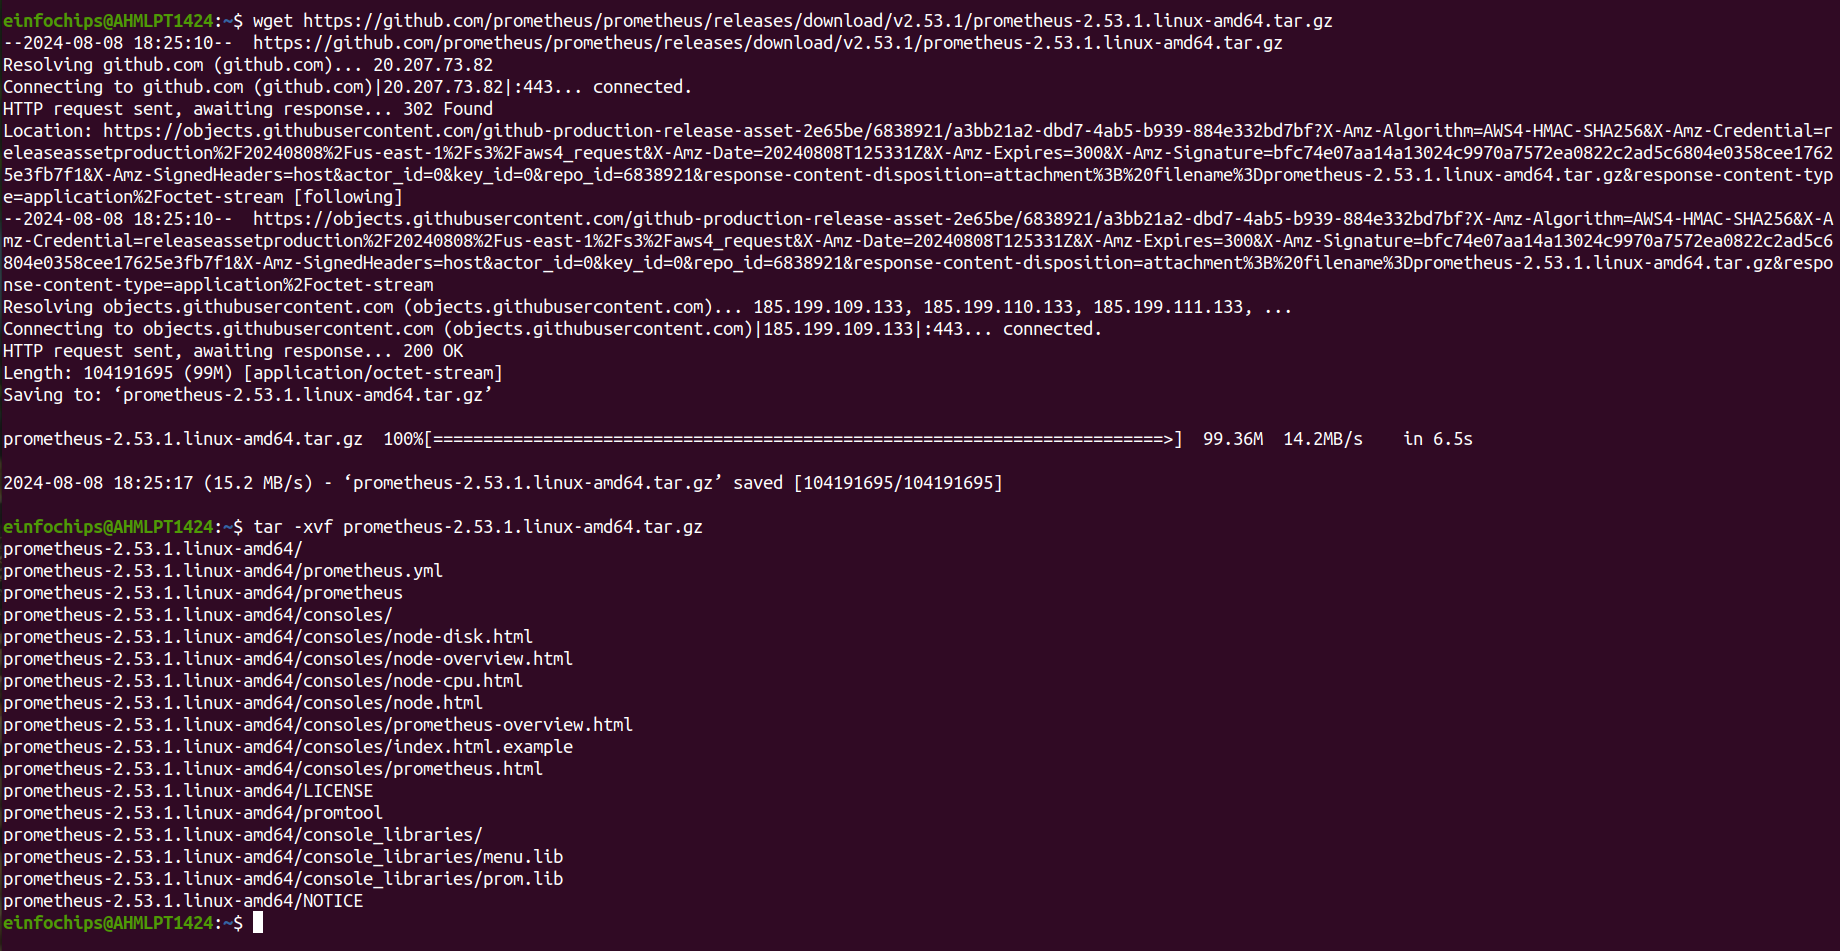 einfochips@AHMLPT1424:~$ wget https://github.com/prometheus/prometheus/releases/download/v2.53.1/prometheus-2.53.1.linux-amd64.tar.gz
--2024-08-08 18:25:10--  https://github.com/prometheus/prometheus/releases/download/v2.53.1/prometheus-2.53.1.linux-amd64.tar.gz
Resolving github.com (github.com)... 20.207.73.82
Connecting to github.com (github.com)|20.207.73.82|:443... connected.
HTTP request sent, awaiting response... 302 Found
Location: https://objects.githubusercontent.com/github-production-release-asset-2e65be/6838921/a3bb21a2-dbd7-4ab5-b939-884e332bd7bf?X-Amz-Algorithm=AWS4-HMAC-SHA256&X-Amz-Credential=r
eleaseassetproduction%2F20240808%2Fus-east-1%2Fs3%2Faws4_request&X-Amz-Date=20240808T125331Z&X-Amz-Expires=300&X-Amz-Signature=bfc74e07aa14a13024c9970a7572ea0822c2ad5c6804e0358cee1762
5e3fb7f1&X-Amz-SignedHeaders=host&actor_id=0&key_id=0&repo_id=6838921&response-content-disposition=attachment%3B%20filename%3Dprometheus-2.53.1.linux-amd64.tar.gz&response-content-typ
e=application%2Foctet-stream [following]
--2024-08-08 18:25:10--  https://objects.githubusercontent.com/github-production-release-asset-2e65be/6838921/a3bb21a2-dbd7-4ab5-b939-884e332bd7bf?X-Amz-Algorithm=AWS4-HMAC-SHA256&X-A
mz-Credential=releaseassetproduction%2F20240808%2Fus-east-1%2Fs3%2Faws4_request&X-Amz-Date=20240808T125331Z&X-Amz-Expires=300&X-Amz-Signature=bfc74e07aa14a13024c9970a7572ea0822c2ad5c6
804e0358cee17625e3fb7f1&X-Amz-SignedHeaders=host&actor_id=0&key_id=0&repo_id=6838921&response-content-disposition=attachment%3B%20filename%3Dprometheus-2.53.1.linux-amd64.tar.gz&respo
nse-content-type=application%2Foctet-stream
Resolving objects.githubusercontent.com (objects.githubusercontent.com)... 185.199.109.133, 185.199.110.133, 185.199.111.133, ...
Connecting to objects.githubusercontent.com (objects.githubusercontent.com)|185.199.109.133|:443... connected.
HTTP request sent, awaiting response... 200 OK
Length: 104191695 (99M) [application/octet-stream]
Saving to: ‘prometheus-2.53.1.linux-amd64.tar.gz’
prometheus-2.53.1.linux-amd64.tar.gz  100%[=========================================================================>]  99.36M  14.2MB/s    in 6.5s
2024-08-08 18:25:17 (15.2 MB/s) - ‘prometheus-2.53.1.linux-amd64.tar.gz’ saved [104191695/104191695]
einfochips@AHMLPT1424:~$ tar -xvf prometheus-2.53.1.linux-amd64.tar.gz
prometheus-2.53.1.linux-amd64/
prometheus-2.53.1.linux-amd64/prometheus.yml
prometheus-2.53.1.linux-amd64/prometheus
prometheus-2.53.1.linux-amd64/consoles/
prometheus-2.53.1.linux-amd64/consoles/node-disk.html
prometheus-2.53.1.linux-amd64/consoles/node-overview.html
prometheus-2.53.1.linux-amd64/consoles/node-cpu.html
prometheus-2.53.1.linux-amd64/consoles/node.html
prometheus-2.53.1.linux-amd64/consoles/prometheus-overview.html
prometheus-2.53.1.linux-amd64/consoles/index.html.example
prometheus-2.53.1.linux-amd64/consoles/prometheus.html
prometheus-2.53.1.linux-amd64/LICENSE
prometheus-2.53.1.linux-amd64/promtool
prometheus-2.53.1.linux-amd64/console_libraries/
prometheus-2.53.1.linux-amd64/console_libraries/menu.lib
prometheus-2.53.1.linux-amd64/console_libraries/prom.lib
prometheus-2.53.1.linux-amd64/NOTICE
einfochips@AHMLPT1424:~$